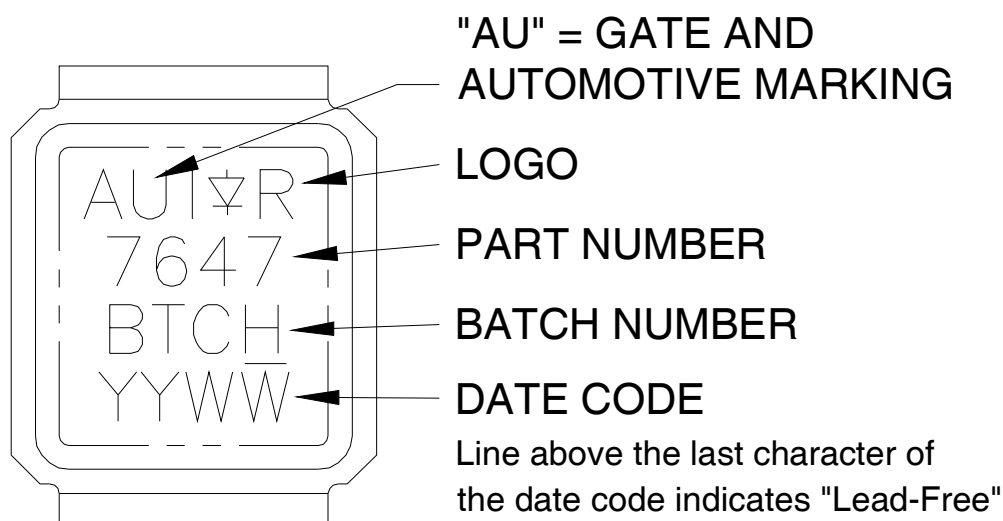 "AU" = GATE AND
AUTOMOTIVE MARKING
AUI R
LOGO
7647
PART NUMBER
BTCH
BATCH NUMBER
YYWW
DATE CODE
Line above the last character of
the date code indicates "Lead-Free"